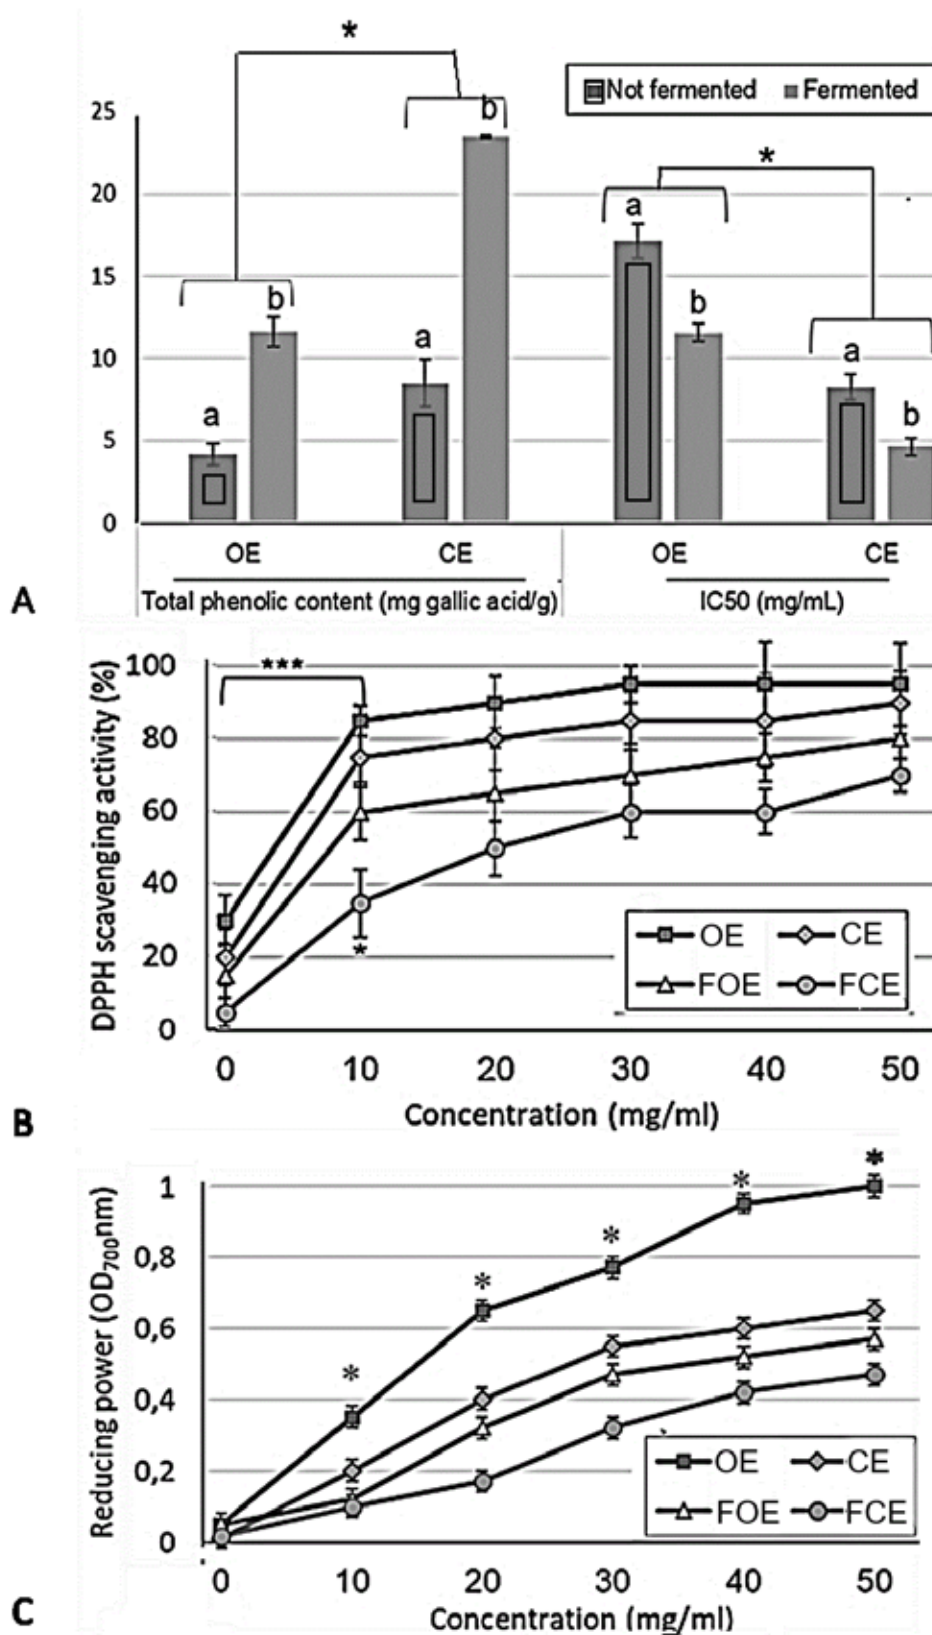 *
Not fermented Fermented
25
b
*
20
a
15
b
b
a
a
10
a
b
5
0
OE CE OE CE
A
Total phenolic content (mg gallic acid/g) IC50 (mg/mL)
DPPH scavenging activity (%)
100
***
80
60
40
*
20
0
OE CE
FOE FCE
0 10 20 30 40 50
Concentration (mg/ml)
B
Reducing power (OD700nm)
1
* * * * *
0,8
0,6
0,4
0,2
0
OE CE
FOE FCE
0 10 20 30 40 50
Concentration (mg/ml)
C